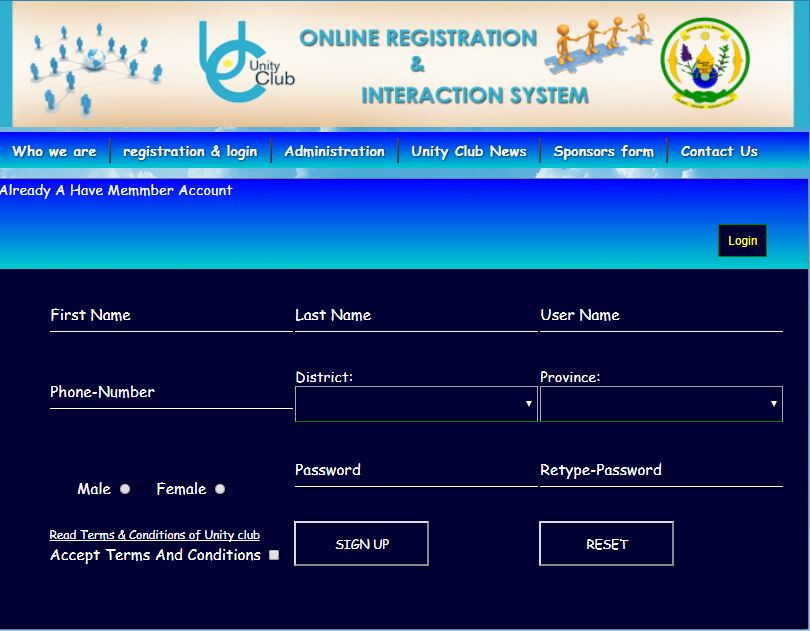 ONLINE REGISTRATION
&
INTERACTION SYSTEM
Unity
Club
Who we are
registration & login
Administration
Unity Club News
Sponsors form
Contact Us
Already A Have Memmber Account
Login
First Name
Last Name
User Name
Phone-Number
District:
Province:
Male
Female
Password
Retype-Password
Read Terms & Conditions of Unity club
Accept Terms And Conditions
SIGN UP
RESET